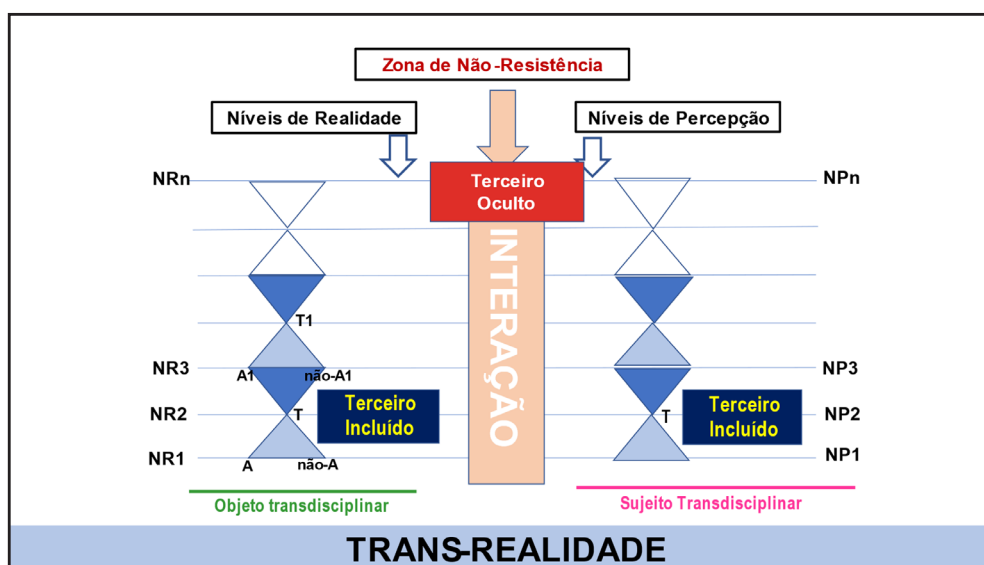 Zona de Não-Resistência
Níveis de Realidade
Níveis de Percepção
NRn
Terceiro
Oculto
NPn
INTERAÇÃO
T1
NR3
A1
não-A1
NP3
NR2
T
Terceiro
Incluído
T
Terceiro
Incluído
NP2
NR1
A
não-A
NP1
Objeto transdisciplinar
Sujeito Transdisciplinar
TRANS-REALIDADE